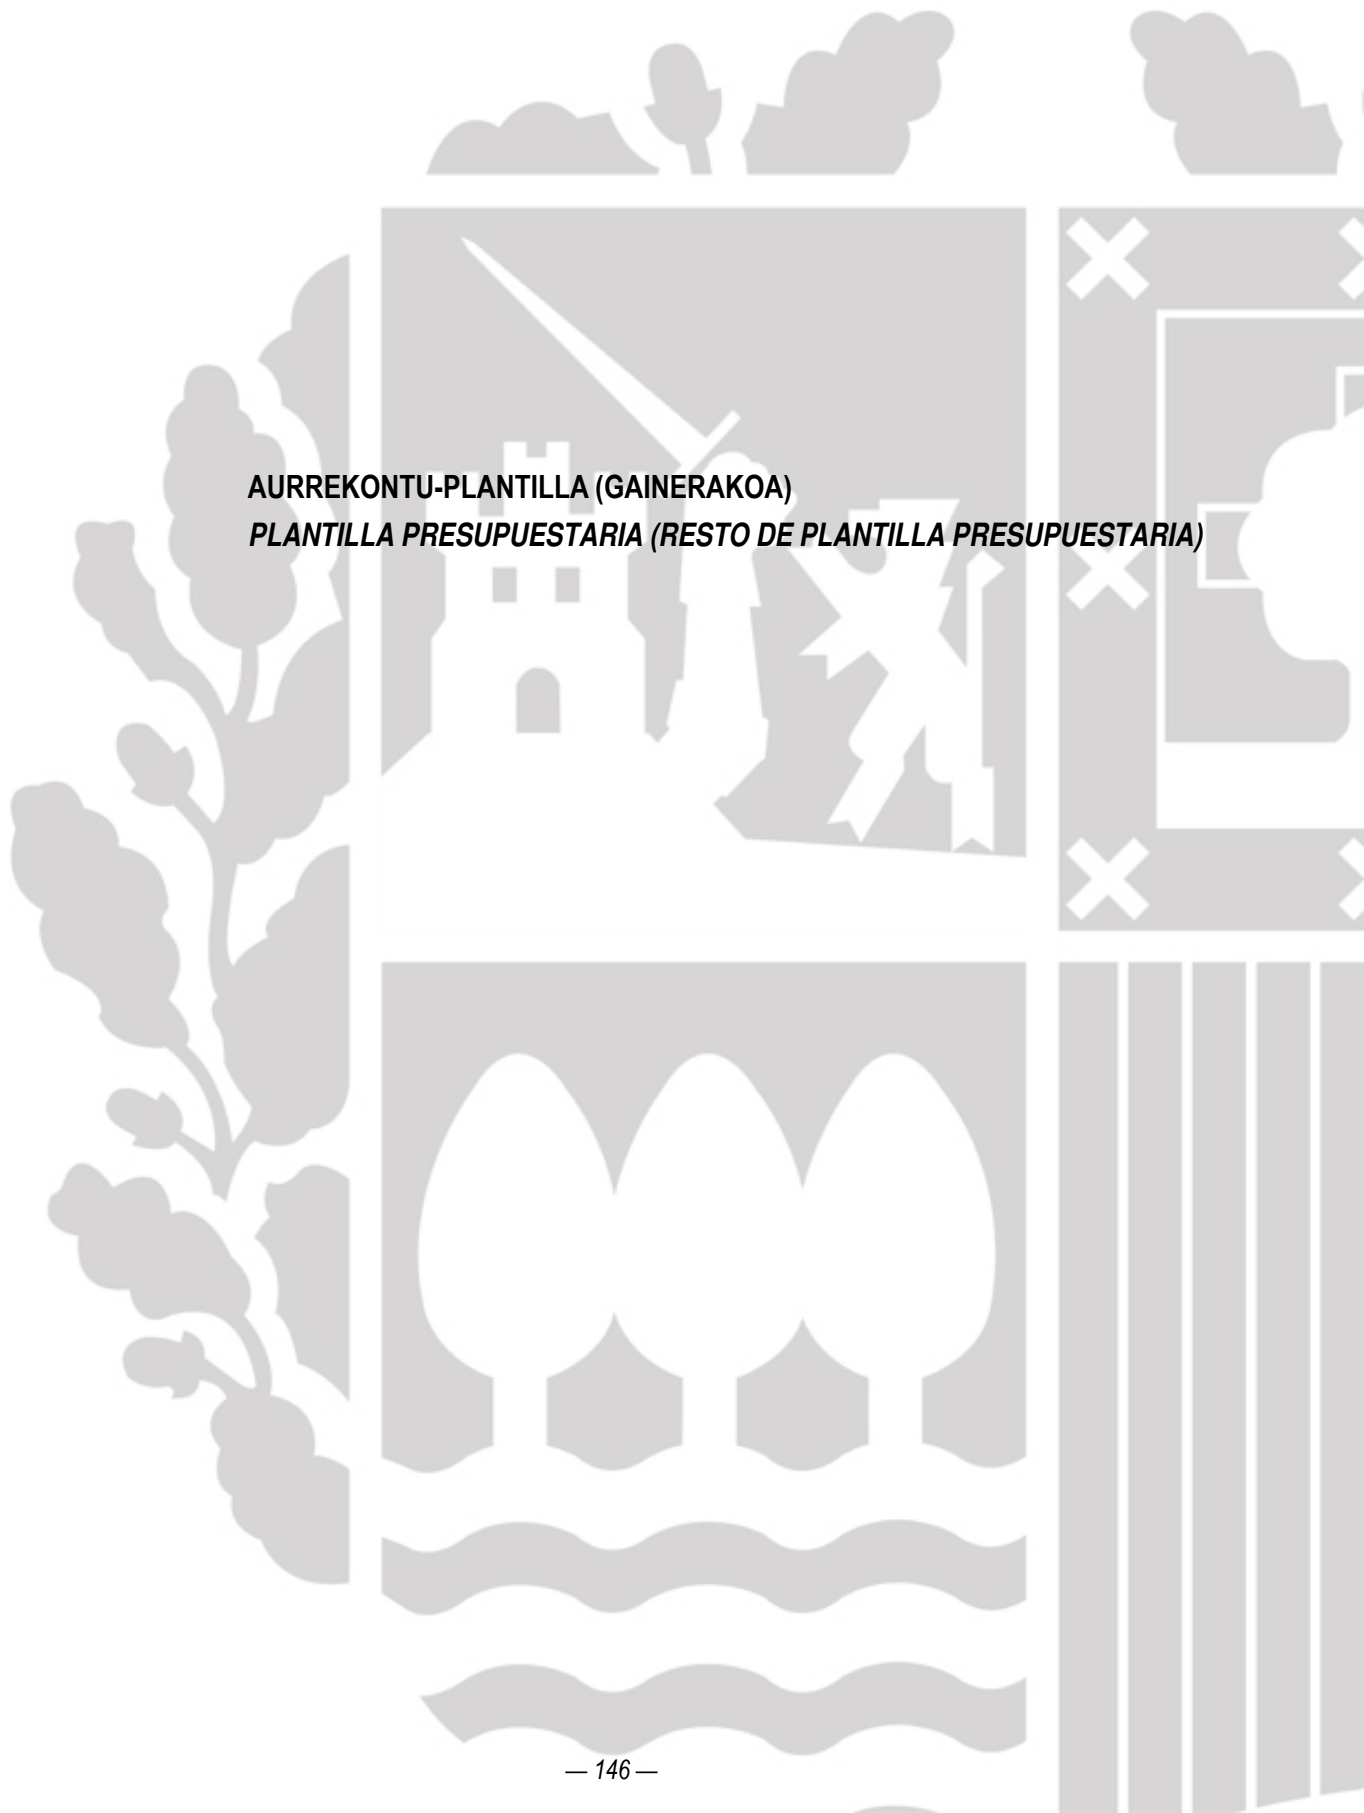 AURREKONTU-PLANTILLA (GAINERAKOA)
PLANTILLA PRESUPUESTARIA (RESTO DE PLANTILLA PRESUPUESTARIA)
— 146 —